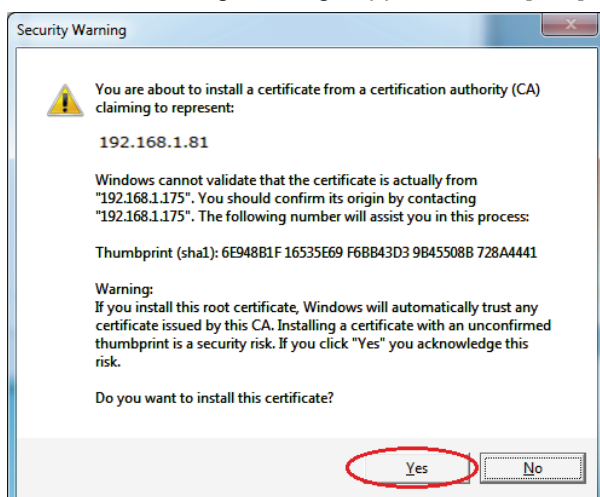 Security Warning
You are about to install a certificate from a certification authority (CA)
claiming to represent:
192.168.1.81
Windows cannot validate that the certificate is actually from
"192.168.1.175". You should confirm its origin by contacting
"192.168.1.175". The following number will assist you in this process:
Thumbprint (sha1): 6E948B1F 16535E69 F6BB43D3 9B45508B 728A4441
Warning:
If you install this root certificate, Windows will automatically trust any
certificate issued by this CA. Installing a certificate with an unconfirmed
thumbprint is a security risk. If you click "Yes" you acknowledge this
risk.
Do you want to install this certificate?
Yes No